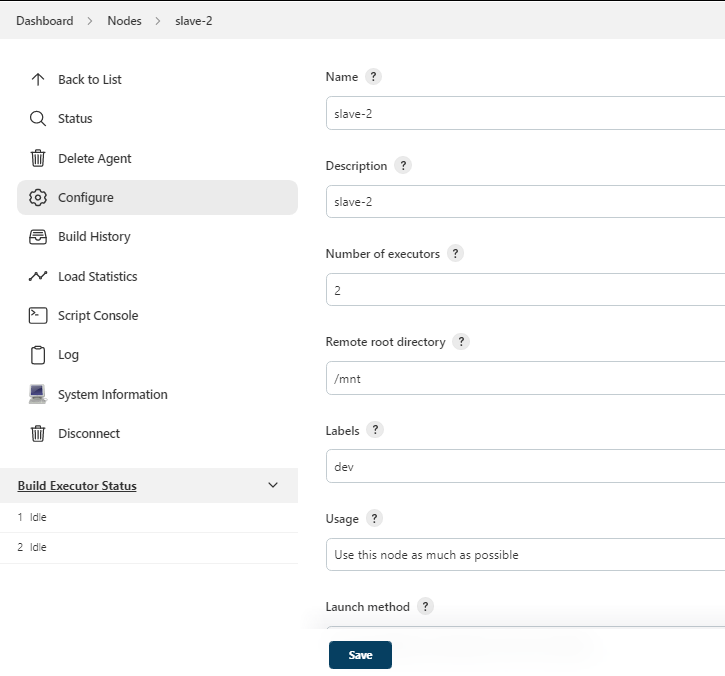 Dashboard > Nodes > slave-2
Back to List
Status
Delete Agent
Configure
Build History
Load Statistics
Script Console
Log
System Information
Disconnect
Build Executor Status
1 Idle
2 Idle
Name ?
slave-2
Description ?
slave-2
Number of executors ?
2
Remote root directory ?
/mnt
Labels ?
dev
Usage ?
Use this node as much as possible
Launch method ?
Save